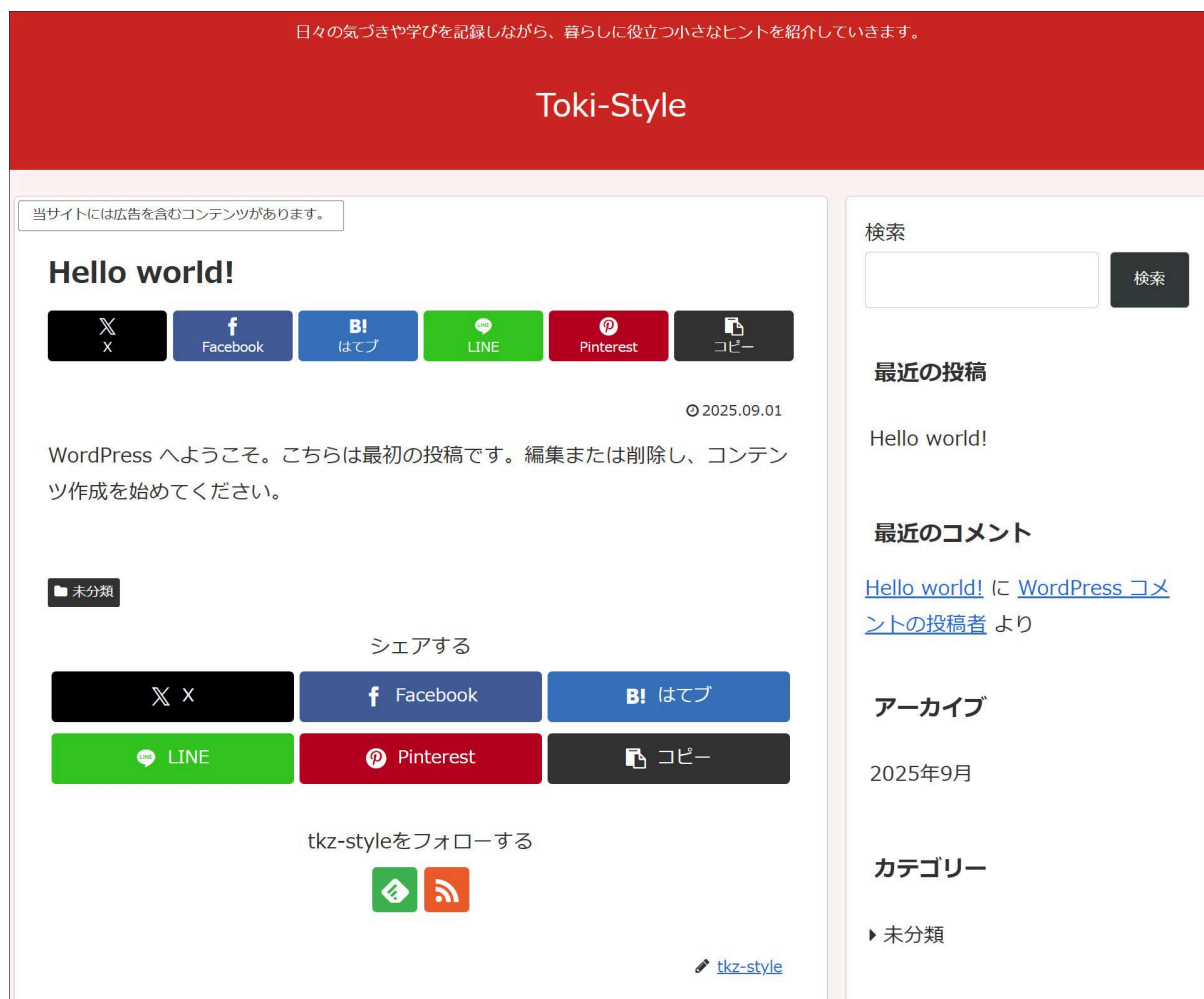 日々の気づきや学びを記録しながら、暮らしに役立つ小さなヒントを紹介していきます。
Toki-Style
当サイトには広告を含むコンテンツがあります。
Hello world!
X
Facebook
B!
はてブ
LINE
LINE
Pinterest
コピー
2025.09.01
WordPress へようこそ。こちらは最初の投稿です。編集または削除し、コンテン
ツ作成を始めてください。
未分類
シェアする
X
Facebook
B! はてブ
LINE LINE
Pinterest
コピー
tkz-styleをフォローする
tkz-style
検索
検索
最近の投稿
Hello world!
最近のコメント
Hello world! に WordPress コメ
ントの投稿者 より
アーカイブ
2025年9月
カテゴリー
未分類